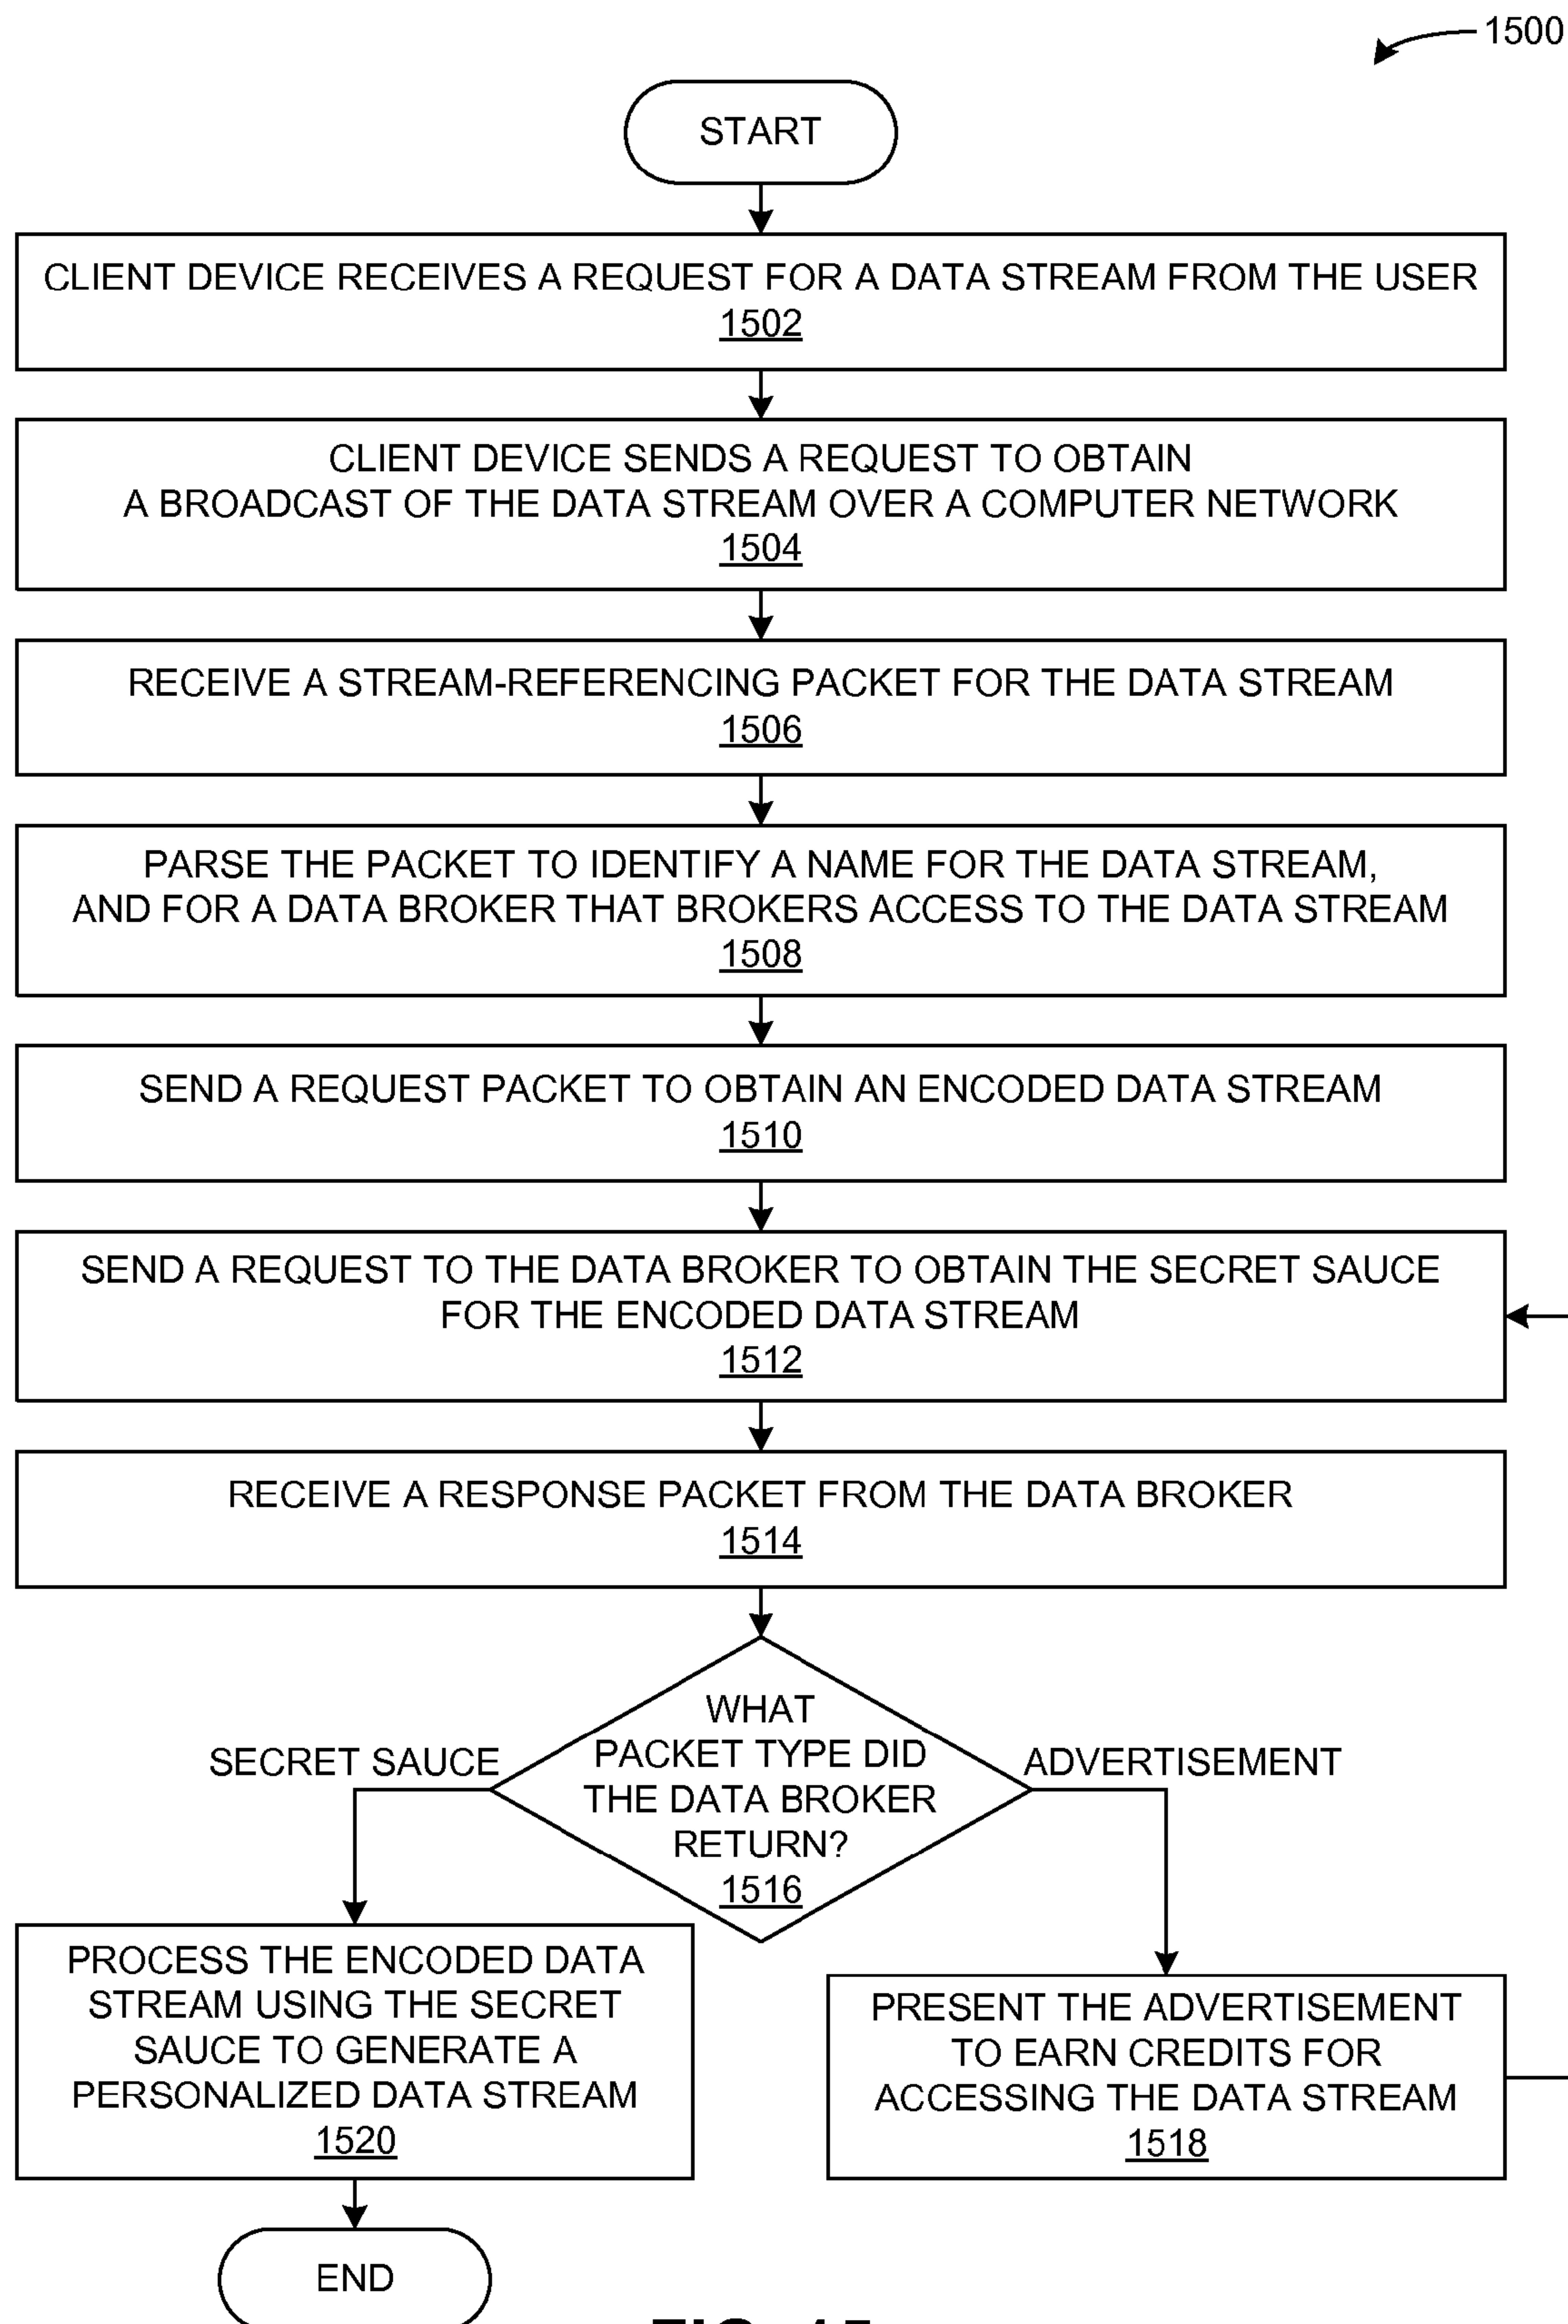 1500
START
CLIENT DEVICE RECEIVES A REQUEST FOR A DATA STREAM FROM THE USER
1502
CLIENT DEVICE SENDS A REQUEST TO OBTAIN
A BROADCAST OF THE DATA STREAM OVER A COMPUTER NETWORK
1504
RECEIVE A STREAM-REFERENCING PACKET FOR THE DATA STREAM
1506
PARSE THE PACKET TO IDENTIFY A NAME FOR THE DATA STREAM,
AND FOR A DATA BROKER THAT BROKERS ACCESS TO THE DATA STREAM
1508
SEND A REQUEST PACKET TO OBTAIN AN ENCODED DATA STREAM
1510
SEND A REQUEST TO THE DATA BROKER TO OBTAIN THE SECRET SAUCE
FOR THE ENCODED DATA STREAM
1512
RECEIVE A RESPONSE PACKET FROM THE DATA BROKER
1514
WHAT
PACKET TYPE DID
THE DATA BROKER
RETURN?
1516
SECRET SAUCE
ADVERTISEMENT
PROCESS THE ENCODED DATA
STREAM USING THE SECRET
SAUCE TO GENERATE A
PERSONALIZED DATA STREAM
1520
PRESENT THE ADVERTISEMENT
TO EARN CREDITS FOR
ACCESSING THE DATA STREAM
1518
END